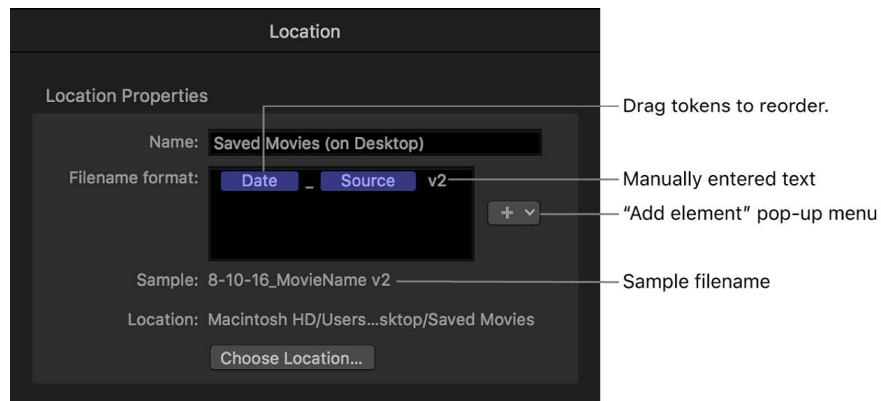 Location
Location Properties
Drag tokens to reorder.
Name: Saved Movies (on Desktop)
Filename format: Date _ Source v2
Manually entered text
+
“Add element” pop-up menu
Sample: 8-10-16_MovieName v2
Sample filename
Location: Macintosh HD/Users...sktop/Saved Movies
Choose Location...